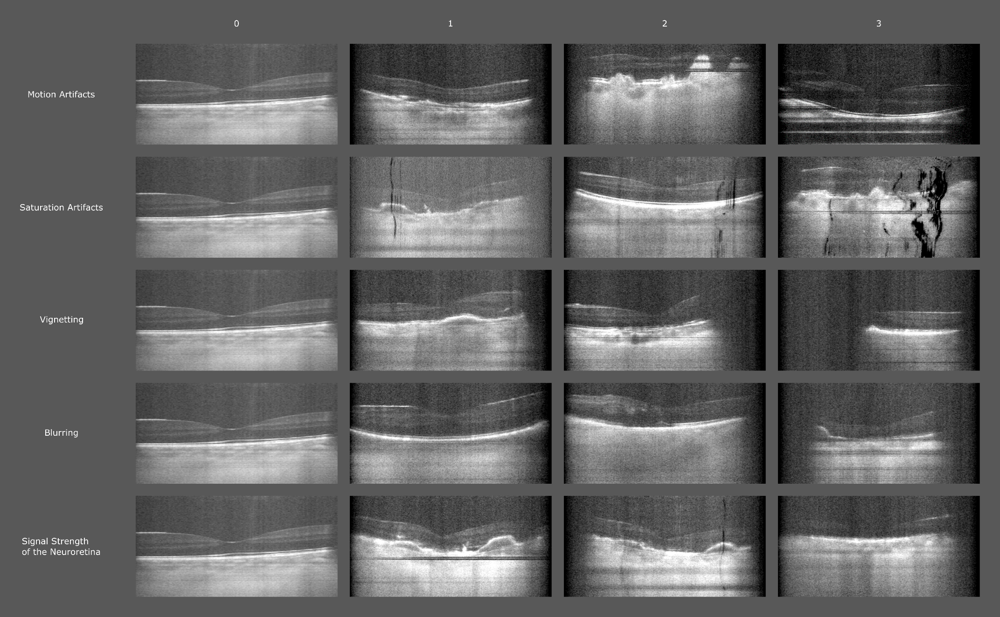 0 1 2 3
Motion Artifacts
Saturation Artifacts
Vignetting
Blurring
Signal Strength
of the Neuroretina